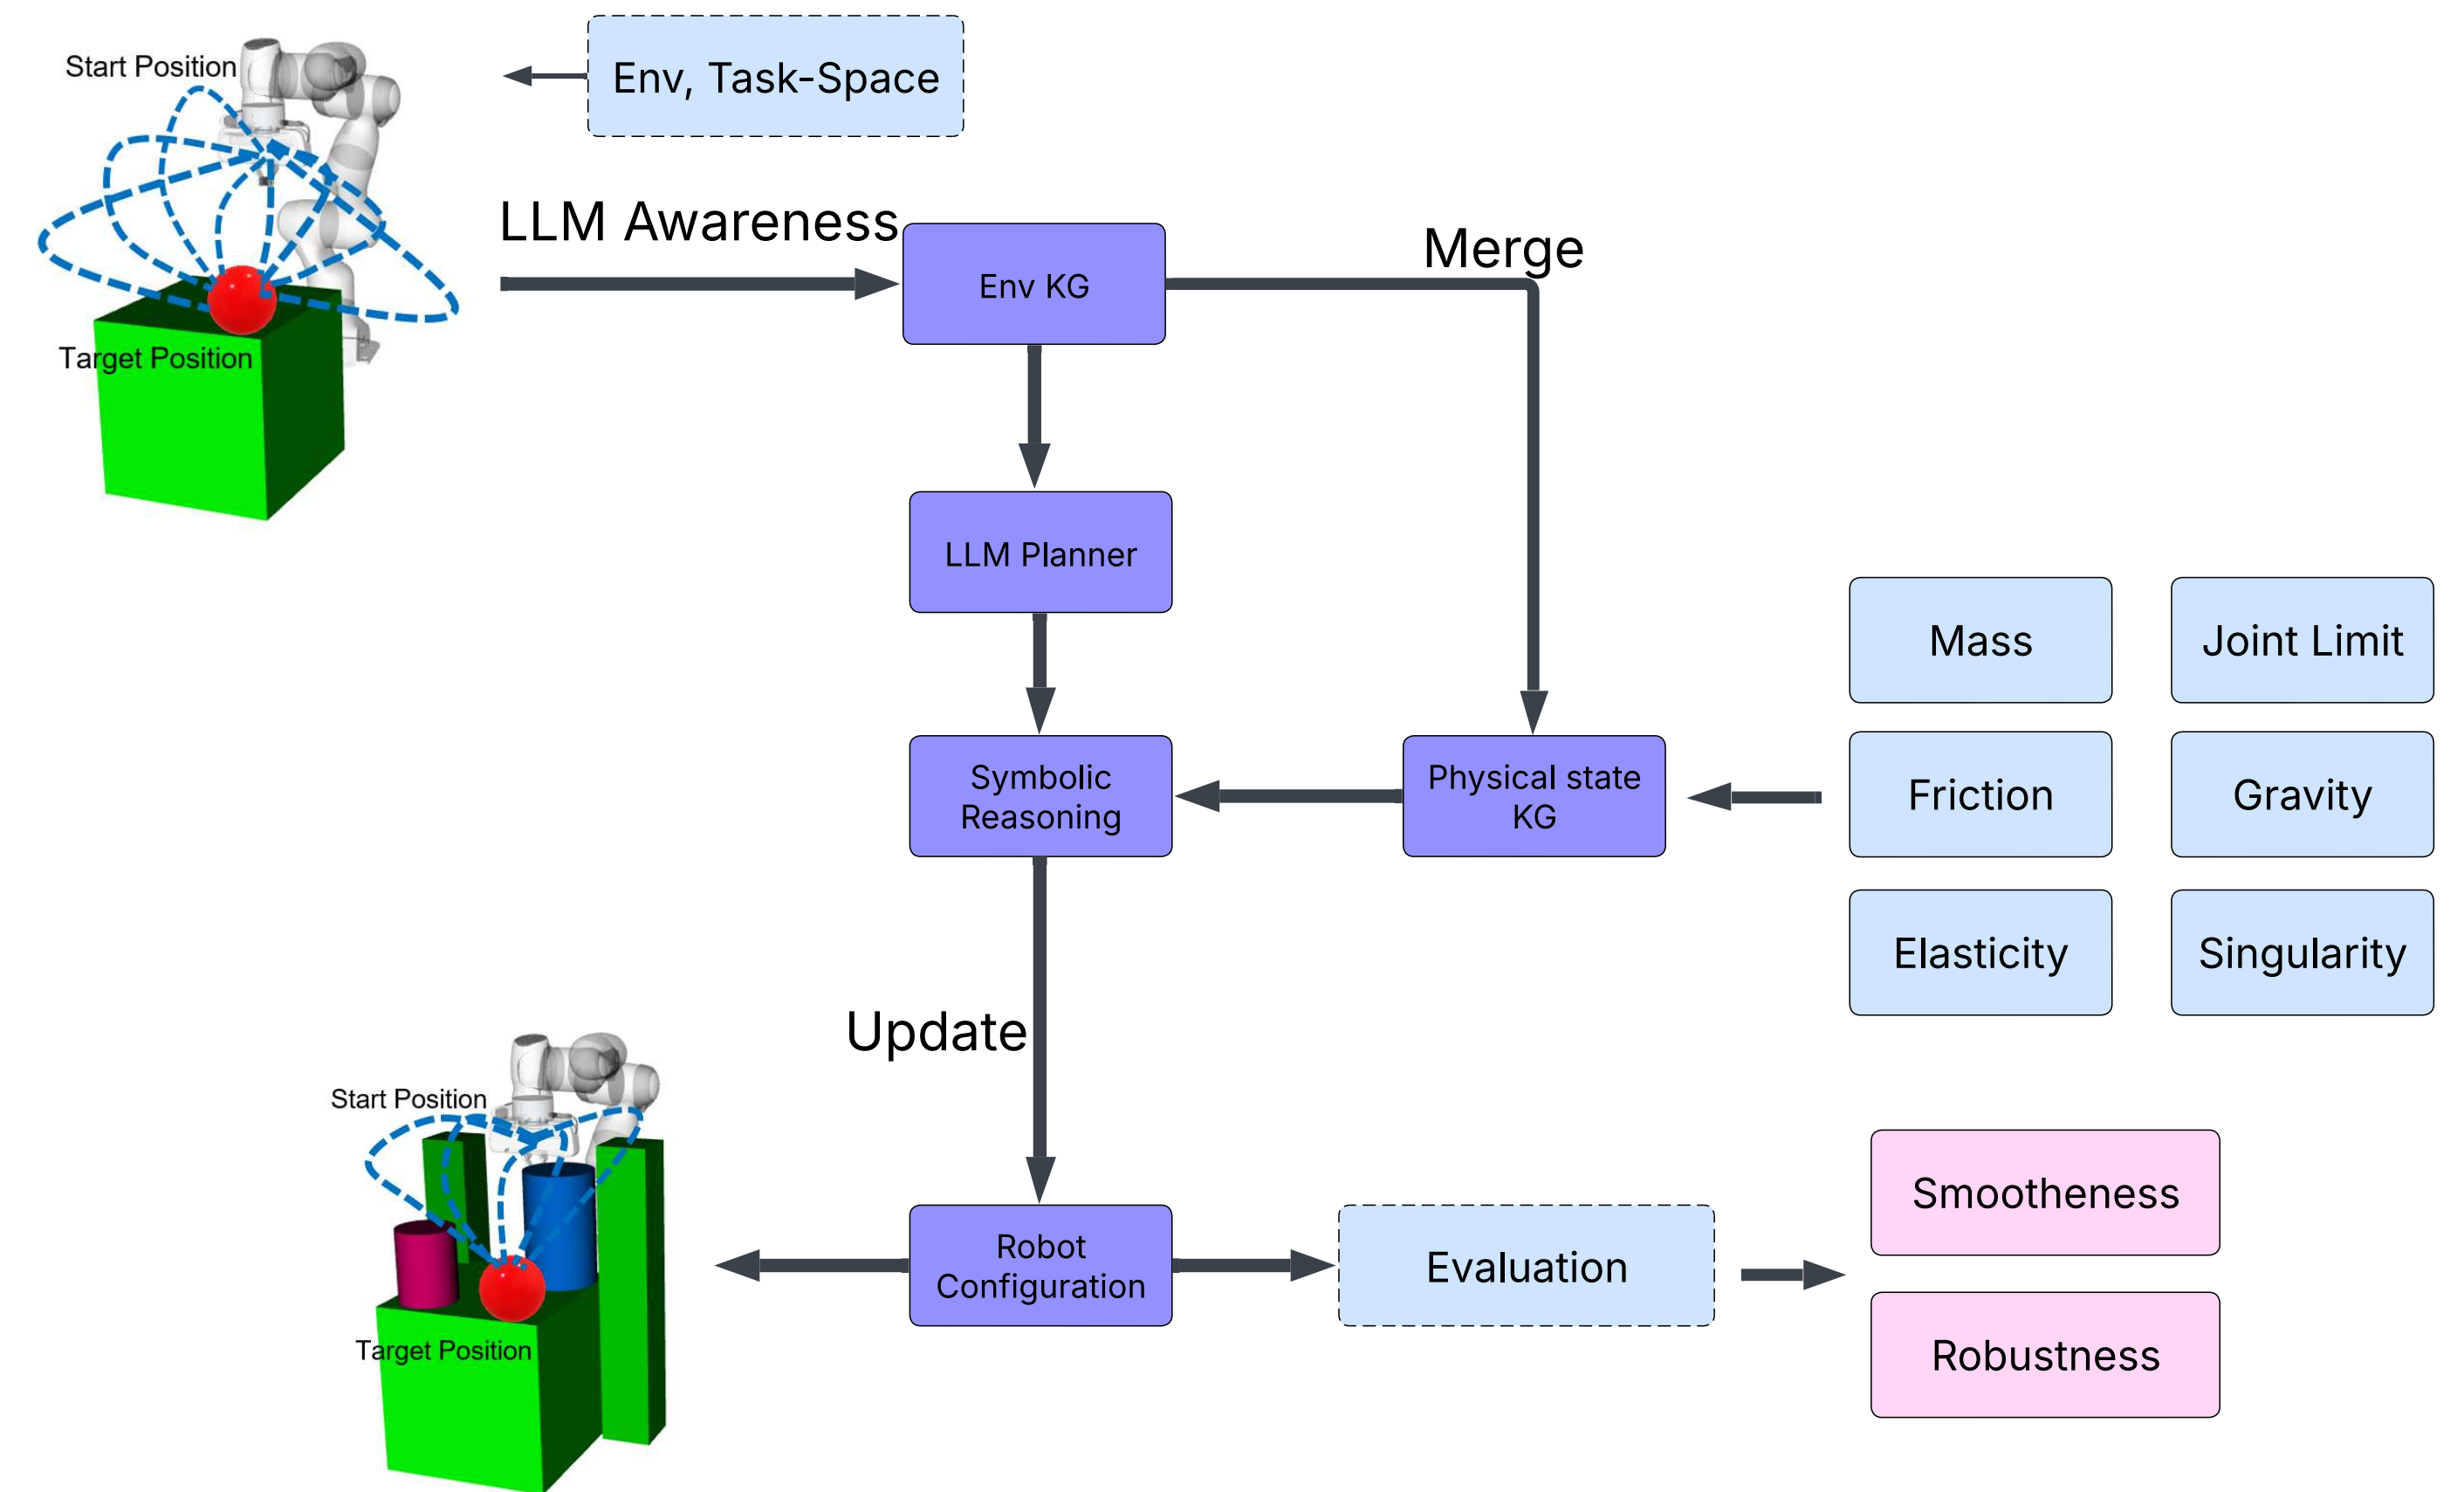 Start Position
Env, Task-Space
LLM Awareness
Env KG
Merge
Target Position
LLM Planner
Mass
Joint Limit
Symbolic
Reasoning
Physical state
KG
Friction
Gravity
Elasticity
Singularity
Update
Start Position
Target Position
Robot
Configuration
Evaluation
Smootheness
Robustness